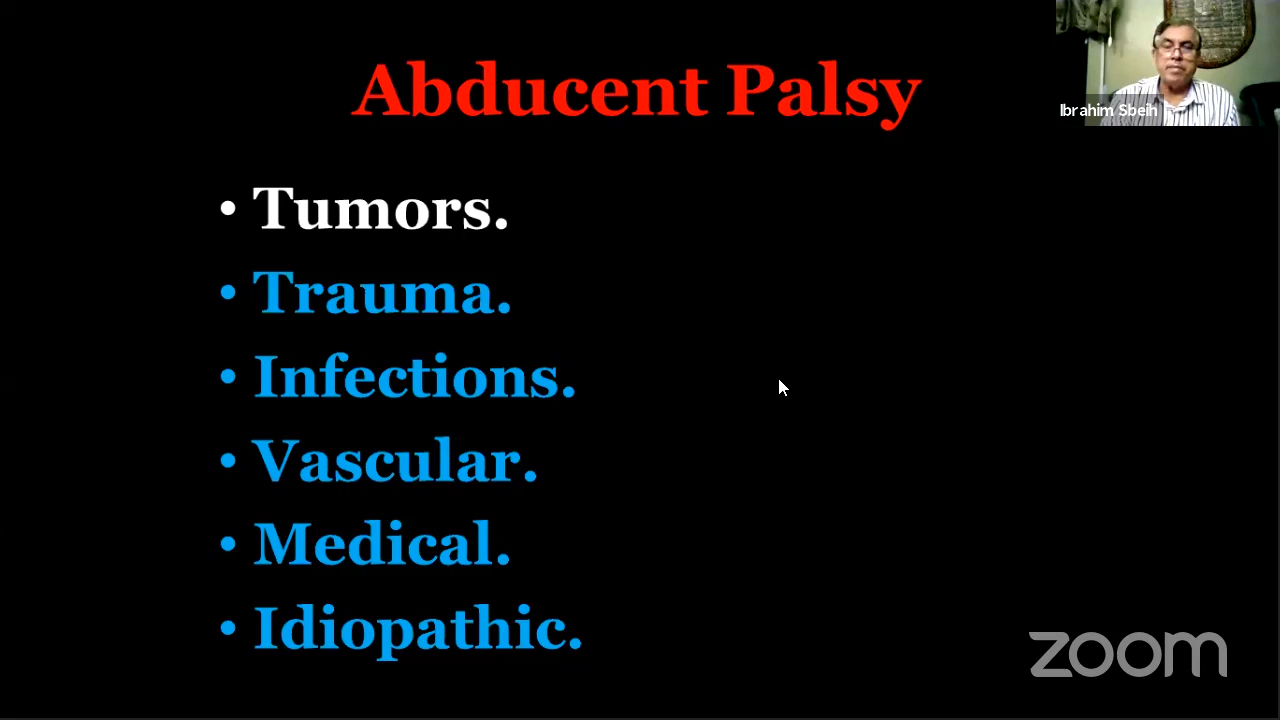 Abducent Palsy
Ibrahim Sbeih
• Tumors.
• Trauma.
• Infections.
• Vascular.
• Medical.
• Idiopathic.
zoom